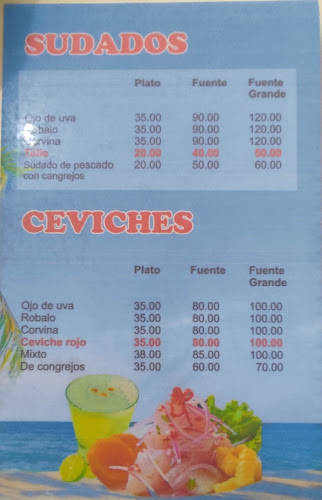 SUDADOS
Plato Fuente Fuente Grande
Ojo de uva 35.00 90.00 120.00
Robalo 35.00 90.00 120.00
Corvina 35.00 90.00 120.00
Tollo 20.00 40.00 50.00
Sudado de pescado con cangrejos 20.00 50.00 60.00
CEVICHES
Plato Fuente Fuente Grande
Ojo de uva 35.00 80.00 100.00
Robalo 35.00 80.00 100.00
Corvina 35.00 80.00 100.00
Ceviche rojo 35.00 80.00 100.00
Mixto 38.00 85.00 100.00
De congrejos 35.00 60.00 70.00